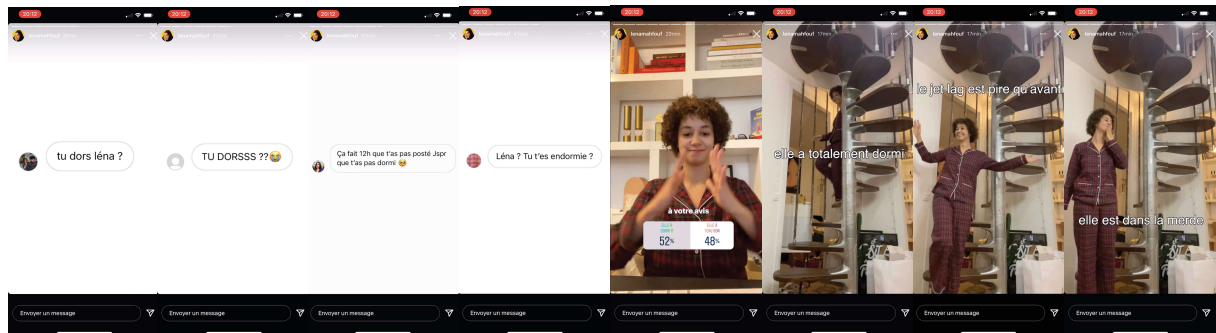 20:12
lenamahfouf
tu dors léna ?
Envoyer un message
20:12
lenamahfouf
TU DORSSS ??😭
Envoyer un message
20:12
lenamahfouf
Ça fait 12h que t'as pas posté Jspr
que t'as pas dormi 🥺
Envoyer un message
20:12
lenamahfouf
Léna ? Tu t'es endormie ?
Envoyer un message
20:12
lenamahfouf
à votre avis
52% 48%
Envoyer un message
20:12
lenamahfouf 17min
elle a totalement dormi
Envoyer un message
20:12
lenamahfouf 17min
le jet lag est pire qu'avant
Envoyer un message
20:12
lenamahfouf 17min
elle est dans la merde
Envoyer un message